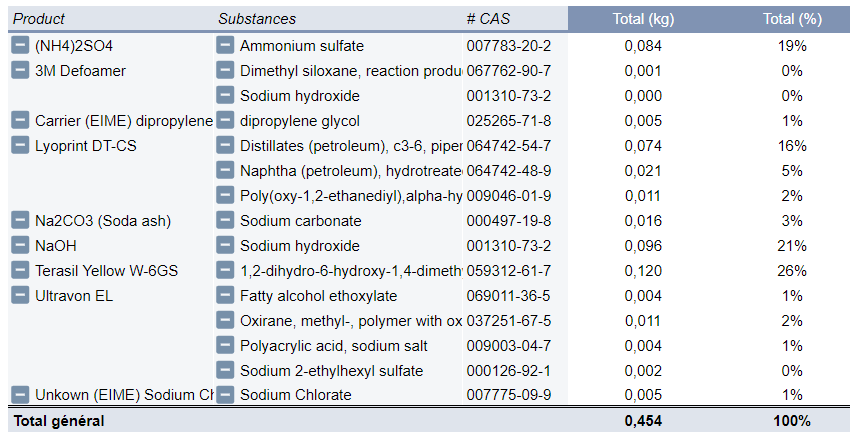 Product Substances # CAS Total (kg) Total (%)
(NH4)2SO4 Ammonium sulfate 007783-20-2 0,084 19%
3M Defoamer Dimethyl siloxane, reaction produ 067762-90-7 0,001 0%
Sodium hydroxide 001310-73-2 0,000 0%
Carrier (EIME) dipropylene dipropylene glycol 025265-71-8 0,005 1%
Lyoprint DT-CS Distillates (petroleum), c3-6, piper 064742-54-7 0,074 16%
Naphtha (petroleum), hydrotreate 064742-48-9 0,021 5%
Poly(oxy-1,2-ethanediyl),alpha-hy 009046-01-9 0,011 2%
Na2CO3 (Soda ash) Sodium carbonate 000497-19-8 0,016 3%
NaOH Sodium hydroxide 001310-73-2 0,096 21%
Terasil Yellow W-6GS 1,2-dihydro-6-hydroxy-1,4-dimeth 059312-61-7 0,120 26%
Ultravon EL Fatty alcohol ethoxylate 069011-36-5 0,004 1%
Oxirane, methyl-, polymer with ox 037251-67-5 0,011 2%
Polyacrylic acid, sodium salt 009003-04-7 0,004 1%
Sodium 2-ethylhexyl sulfate 000126-92-1 0,002 0%
Unkown (EIME) Sodium Ch Sodium Chlorate 007775-09-9 0,005 1%
Total général 0,454 100%